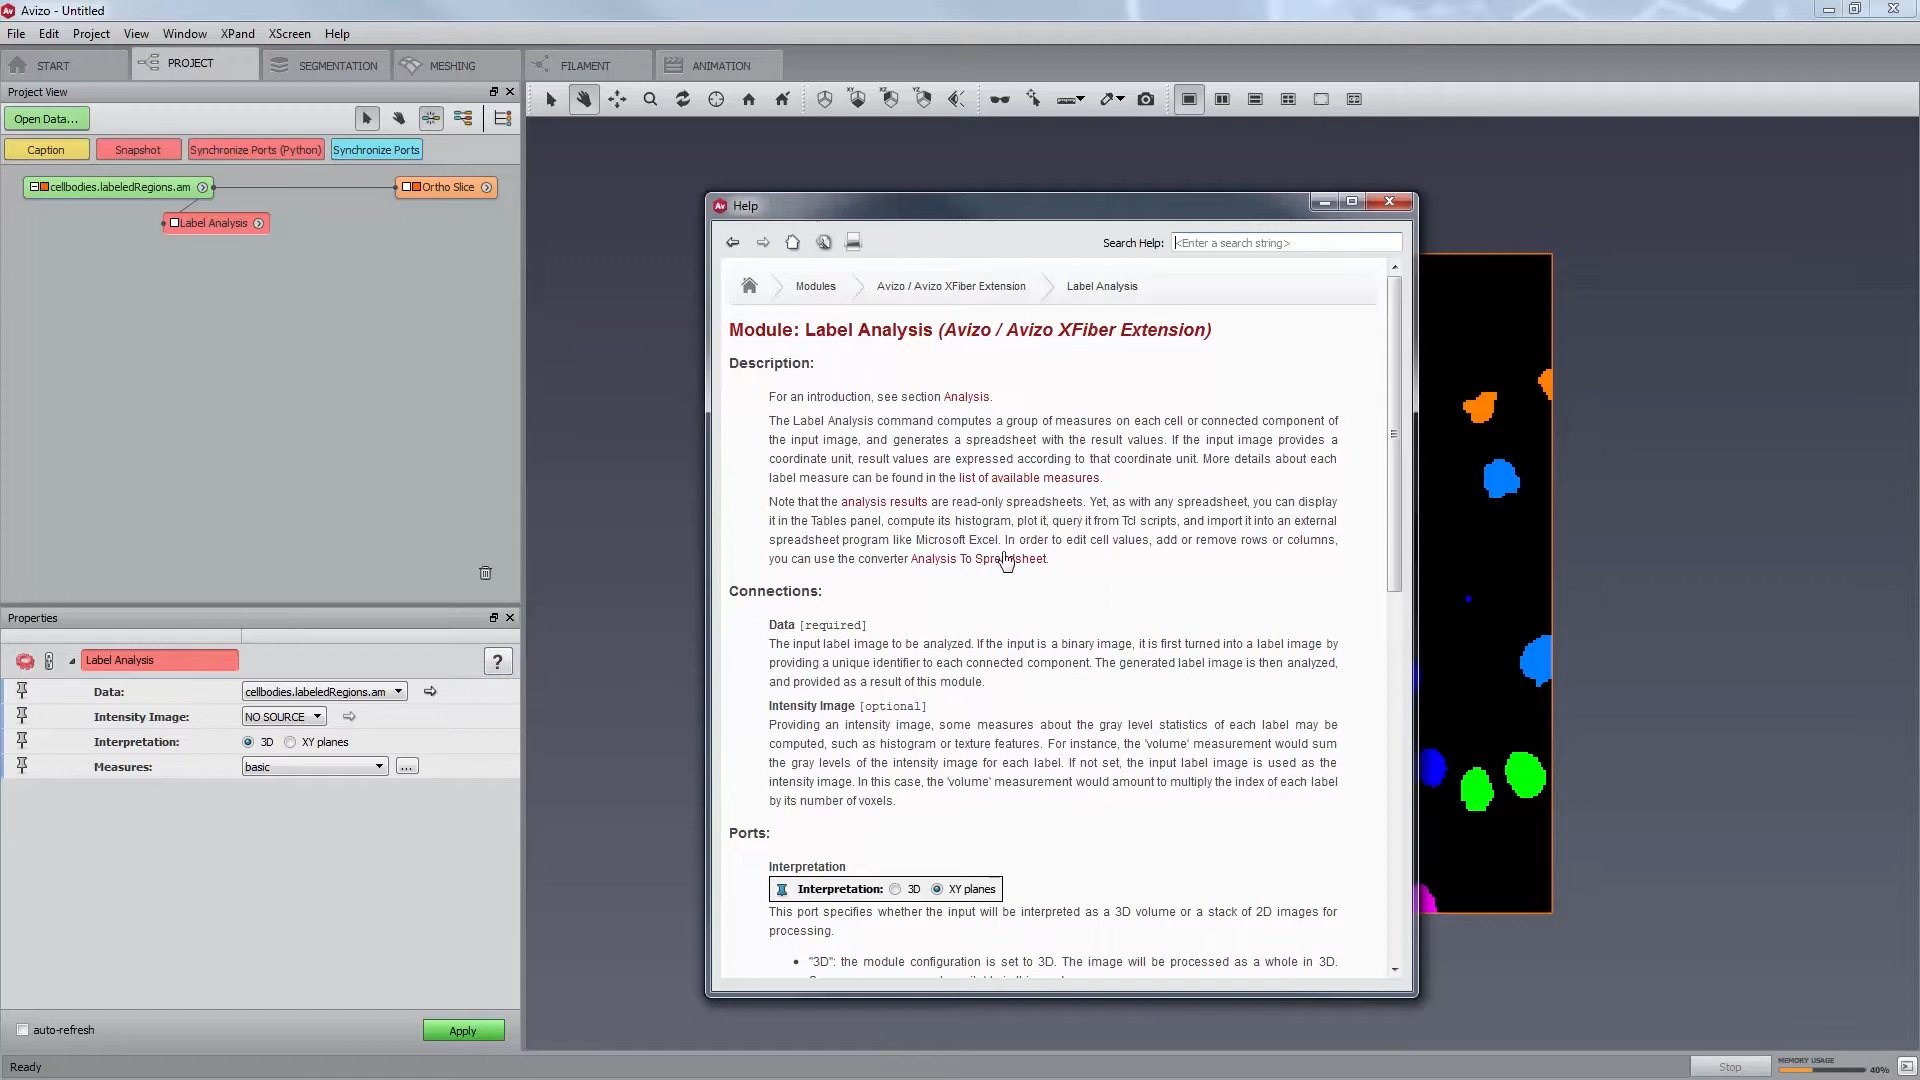 Avizo - Untitled
File Edit Project View Window XPand XScreen Help
START PROJECT SEGMENTATION MESHING FILAMENT ANIMATION
Project View
Open Data...
Caption Snapshot Synchronize Ports (Python) Synchronize Ports
cellbodies.labeledRegions.am Ortho Slice
Label Analysis
Properties
Label Analysis ?
Data: cellbodies.labeledRegions.am
Intensity Image: NO SOURCE
Interpretation: 3D XY planes
Measures: basic ...
auto-refresh Apply
Ready
XY XZ YZ
Help
Search Help: <Enter a search string>
Modules Avizo / Avizo XFiber Extension Label Analysis
Module: Label Analysis (Avizo / Avizo XFiber Extension)
Description:
For an introduction, see section Analysis.
The Label Analysis command computes a group of measures on each cell or connected component of
the input image, and generates a spreadsheet with the result values. If the input image provides a
coordinate unit, result values are expressed according to that coordinate unit. More details about each
label measure can be found in the list of available measures.
Note that the analysis results are read-only spreadsheets. Yet, as with any spreadsheet, you can display
it in the Tables panel, compute its histogram, plot it, query it from Tcl scripts, and import it into an external
spreadsheet program like Microsoft Excel. In order to edit cell values, add or remove rows or columns,
you can use the converter Analysis To Spreadsheet.
Connections:
Data [required]
The input label image to be analyzed. If the input is a binary image, it is first turned into a label image by
providing a unique identifier to each connected component. The generated label image is then analyzed,
and provided as a result of this module.
Intensity Image [optional]
Providing an intensity image, some measures about the gray level statistics of each label may be
computed, such as histogram or texture features. For instance, the 'volume' measurement would sum
the gray levels of the intensity image for each label. If not set, the input label image is used as the
intensity image. In this case, the 'volume' measurement would amount to multiply the index of each label
by its number of voxels.
Ports:
Interpretation
Interpretation: 3D XY planes
This port specifies whether the input will be interpreted as a 3D volume or a stack of 2D images for
processing.
• "3D": the module configuration is set to 3D. The image will be processed as a whole in 3D.
Stop MEMORY USAGE 40%